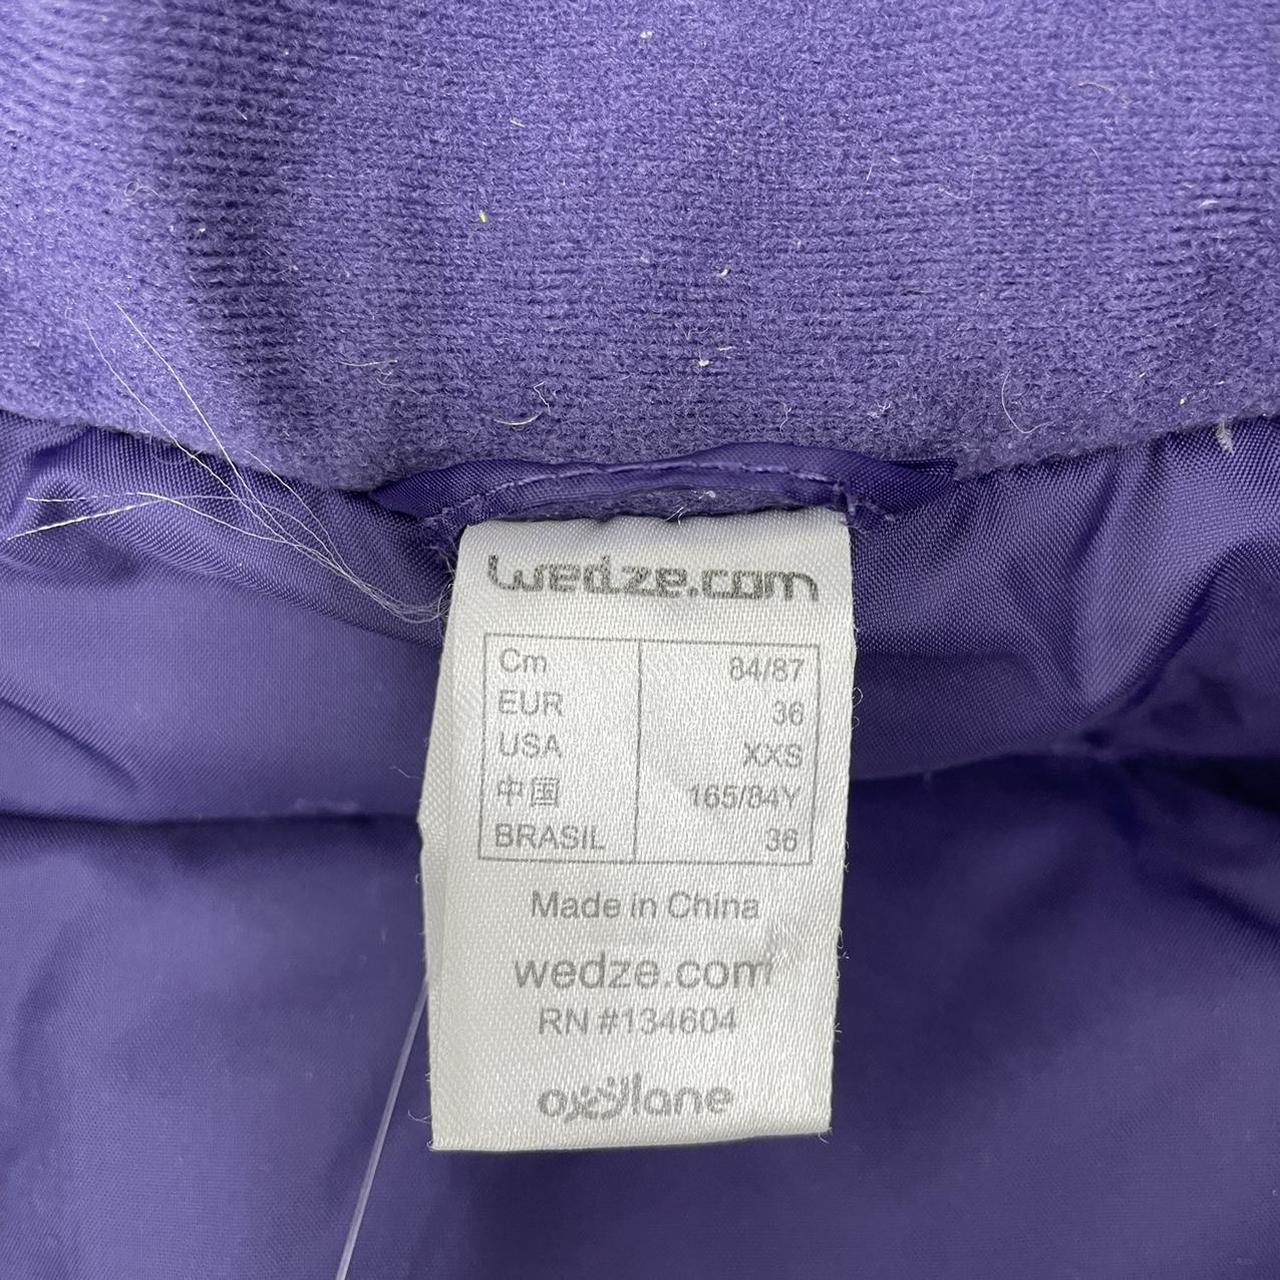 wedze.com
Cm 84/87
EUR 36
USA XXS
中国 165/84Y
BRASIL 36
Made in China
wedze.com
RN #134604
oxylane